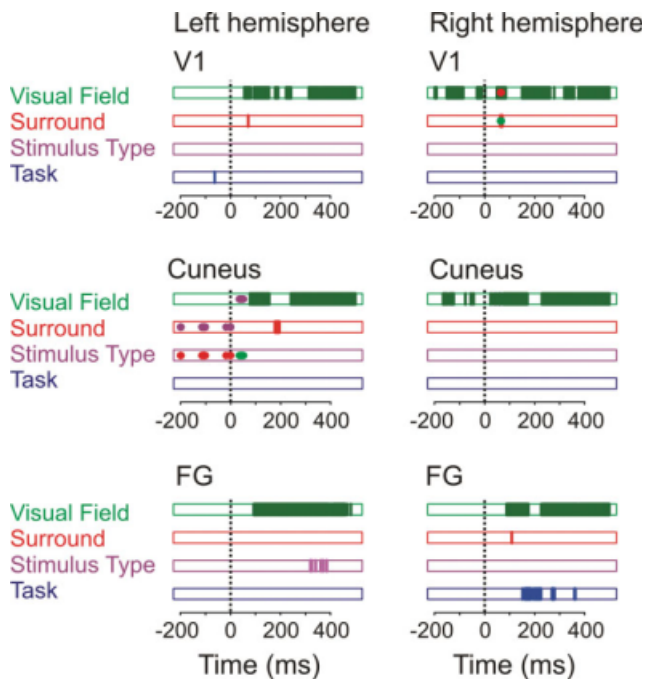 Left hemisphere Right hemisphere
V1 V1
Visual Field
Surround
Stimulus Type
Task
-200 0 200 400 -200 0 200 400
Cuneus Cuneus
Visual Field
Surround
Stimulus Type
Task
-200 0 200 400 -200 0 200 400
FG FG
Visual Field
Surround
Stimulus Type
Task
-200 0 200 400 -200 0 200 400
Time (ms) Time (ms)